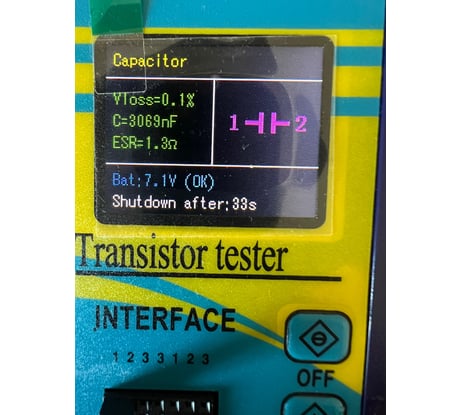 Capacitor
Vloss=0.1%
C=3069nF
ESR=1.3Ω
1 2
Bat:7.1V (OK)
Shutdown after:33s
Transistor tester
INTERFACE
1 2 3 3 1 2 3
OFF